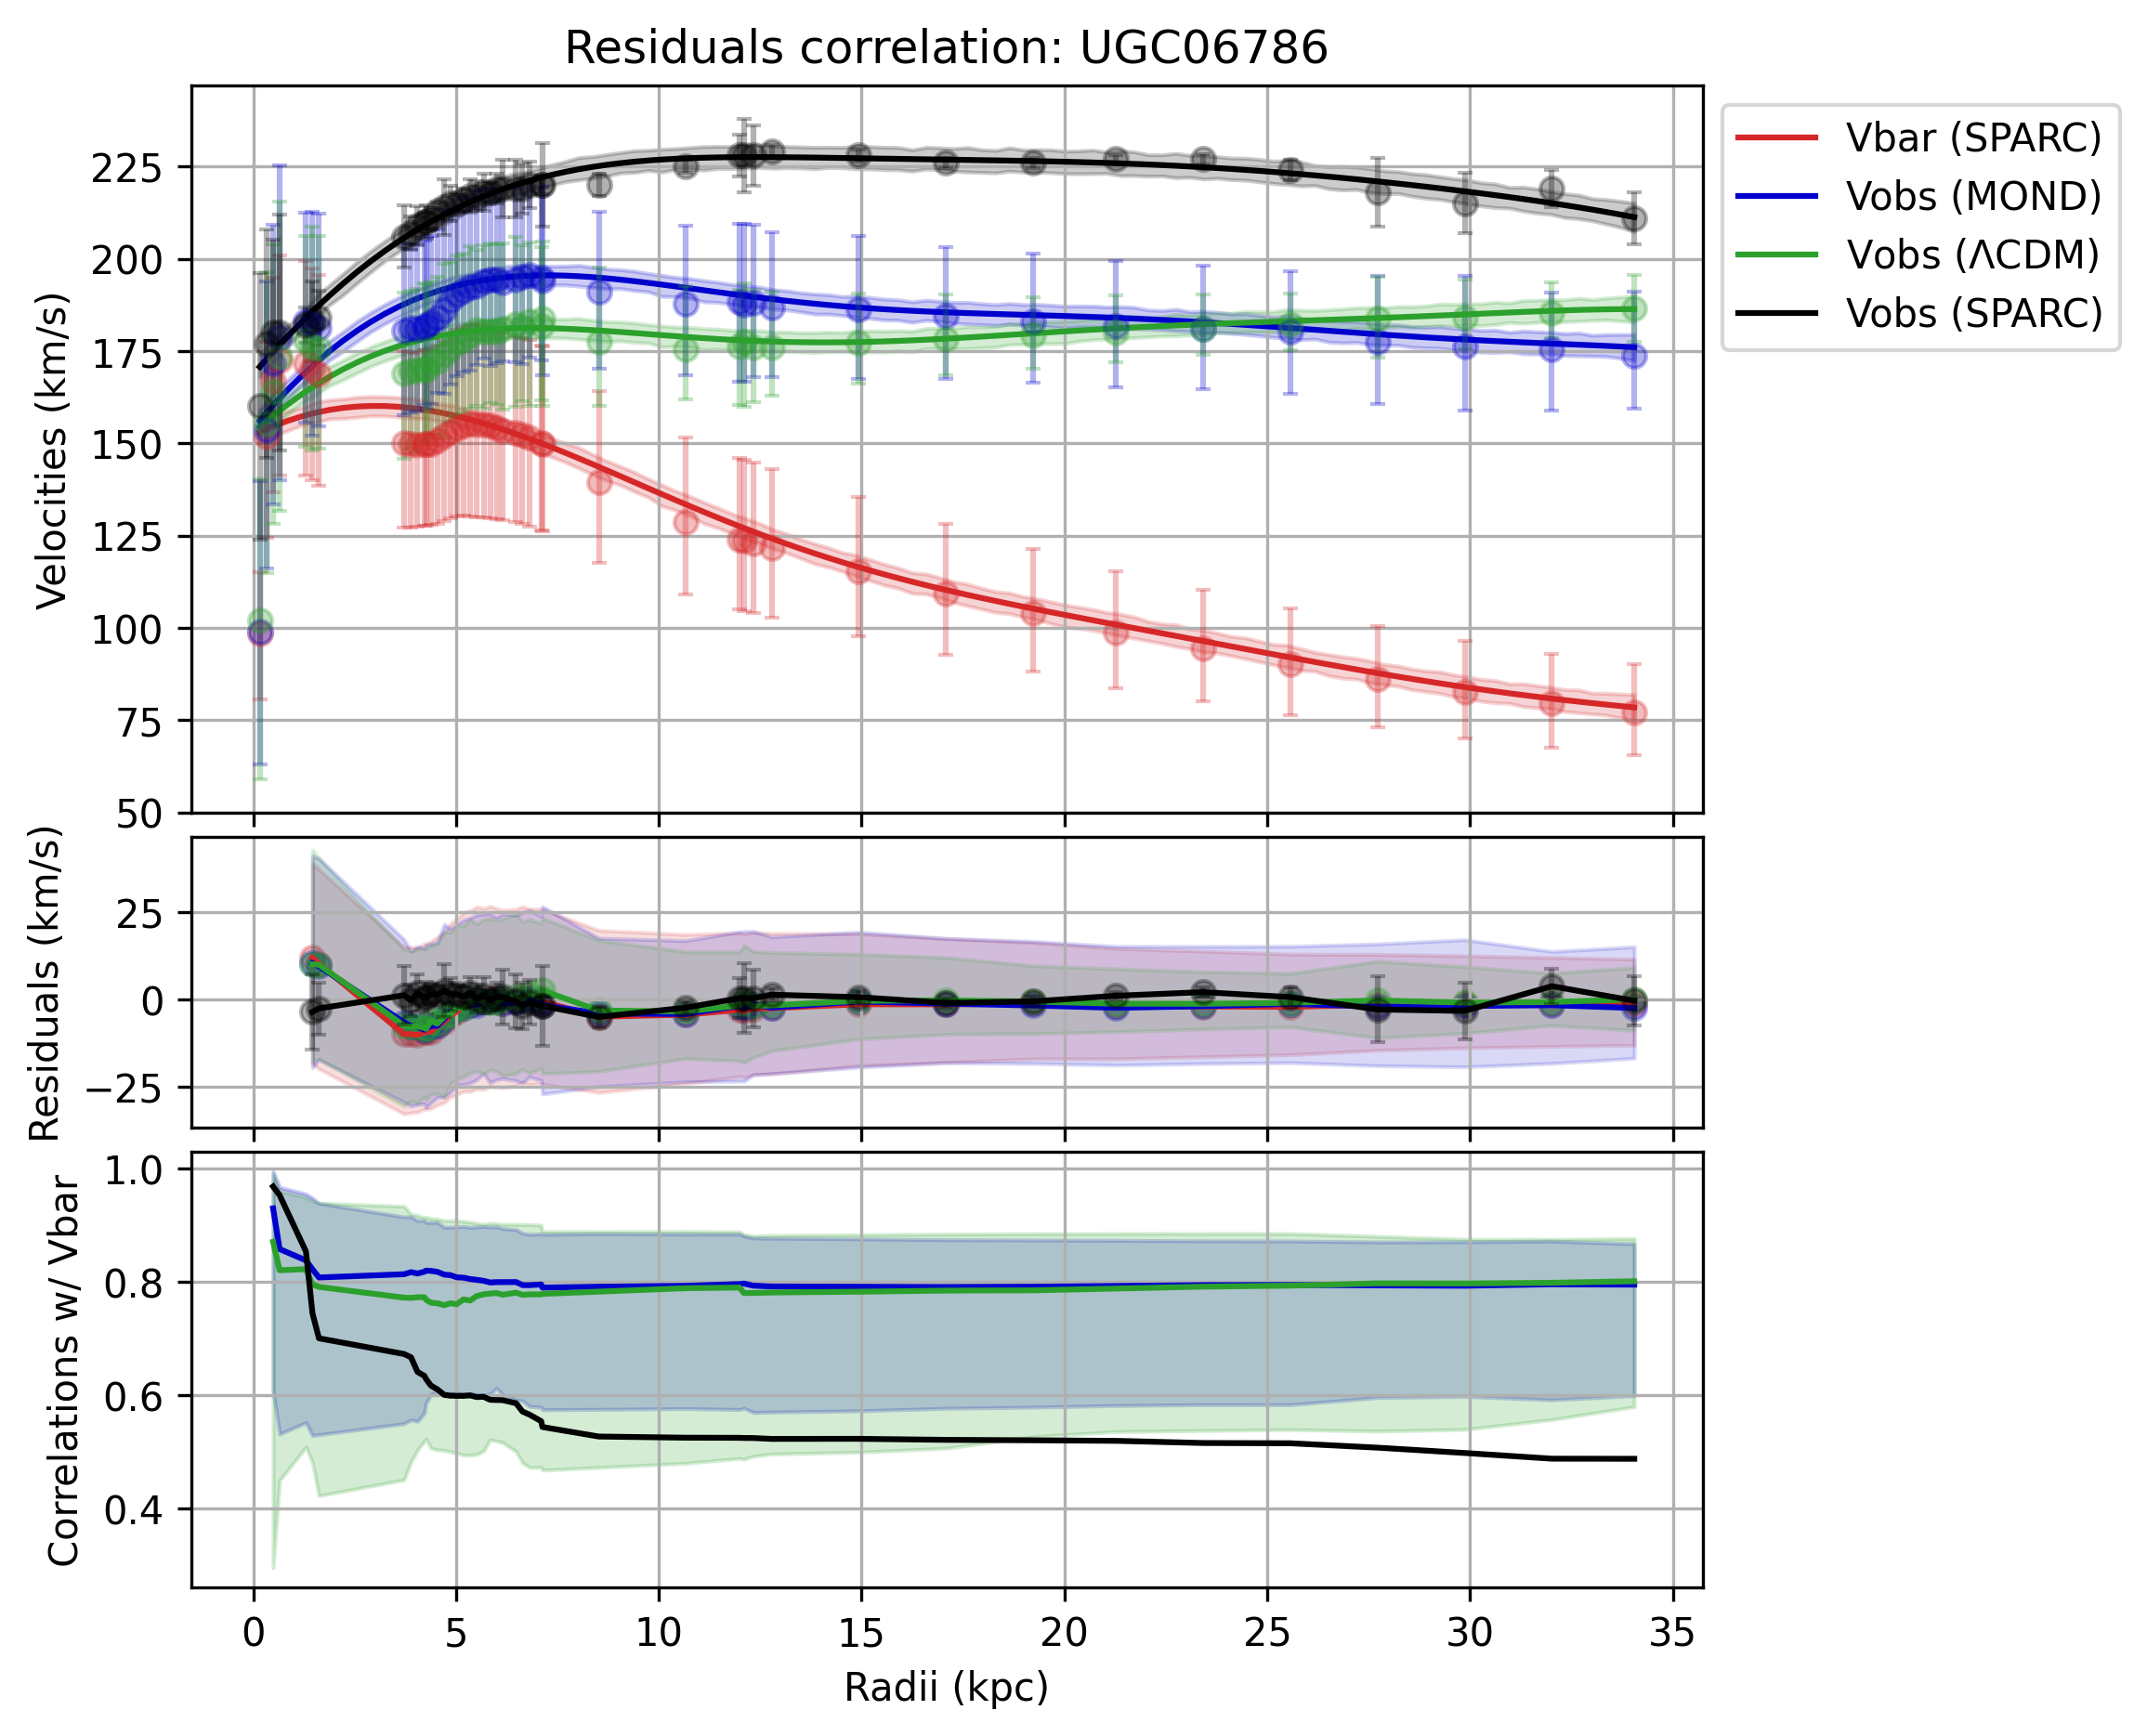 Residuals correlation: UGC06786
Vbar (SPARC)
Vobs (MOND)
Vobs (ΛCDM)
Vobs (SPARC)
Velocities (km/s)
225
200
175
150
125
100
75
50
Residuals (km/s)
25
0
−25
Correlations w/ Vbar
1.0
0.8
0.6
0.4
0 5 10 15 20 25 30 35
Radii (kpc)